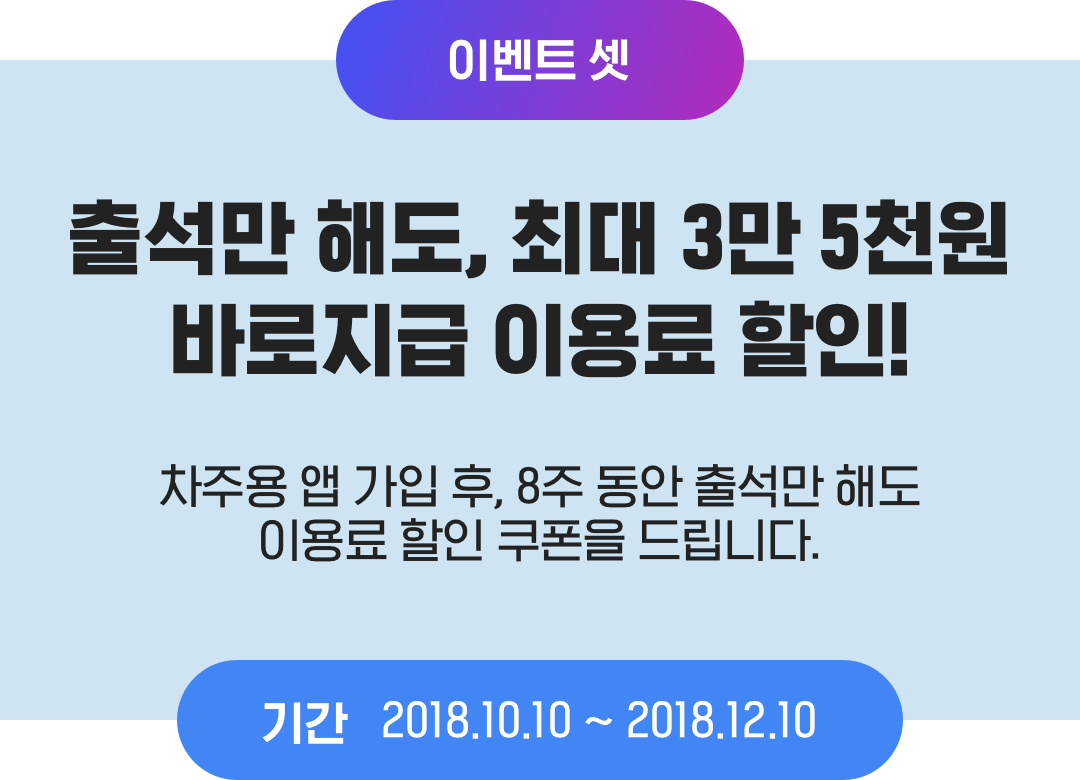 이벤트 셋
출석만 해도, 최대 3만 5천원
바로지급 이용료 할인!
차주용 앱 가입 후, 8주 동안 출석만 해도
이용료 할인 쿠폰을 드립니다.
기간 2018.10.10 ~ 2018.12.10